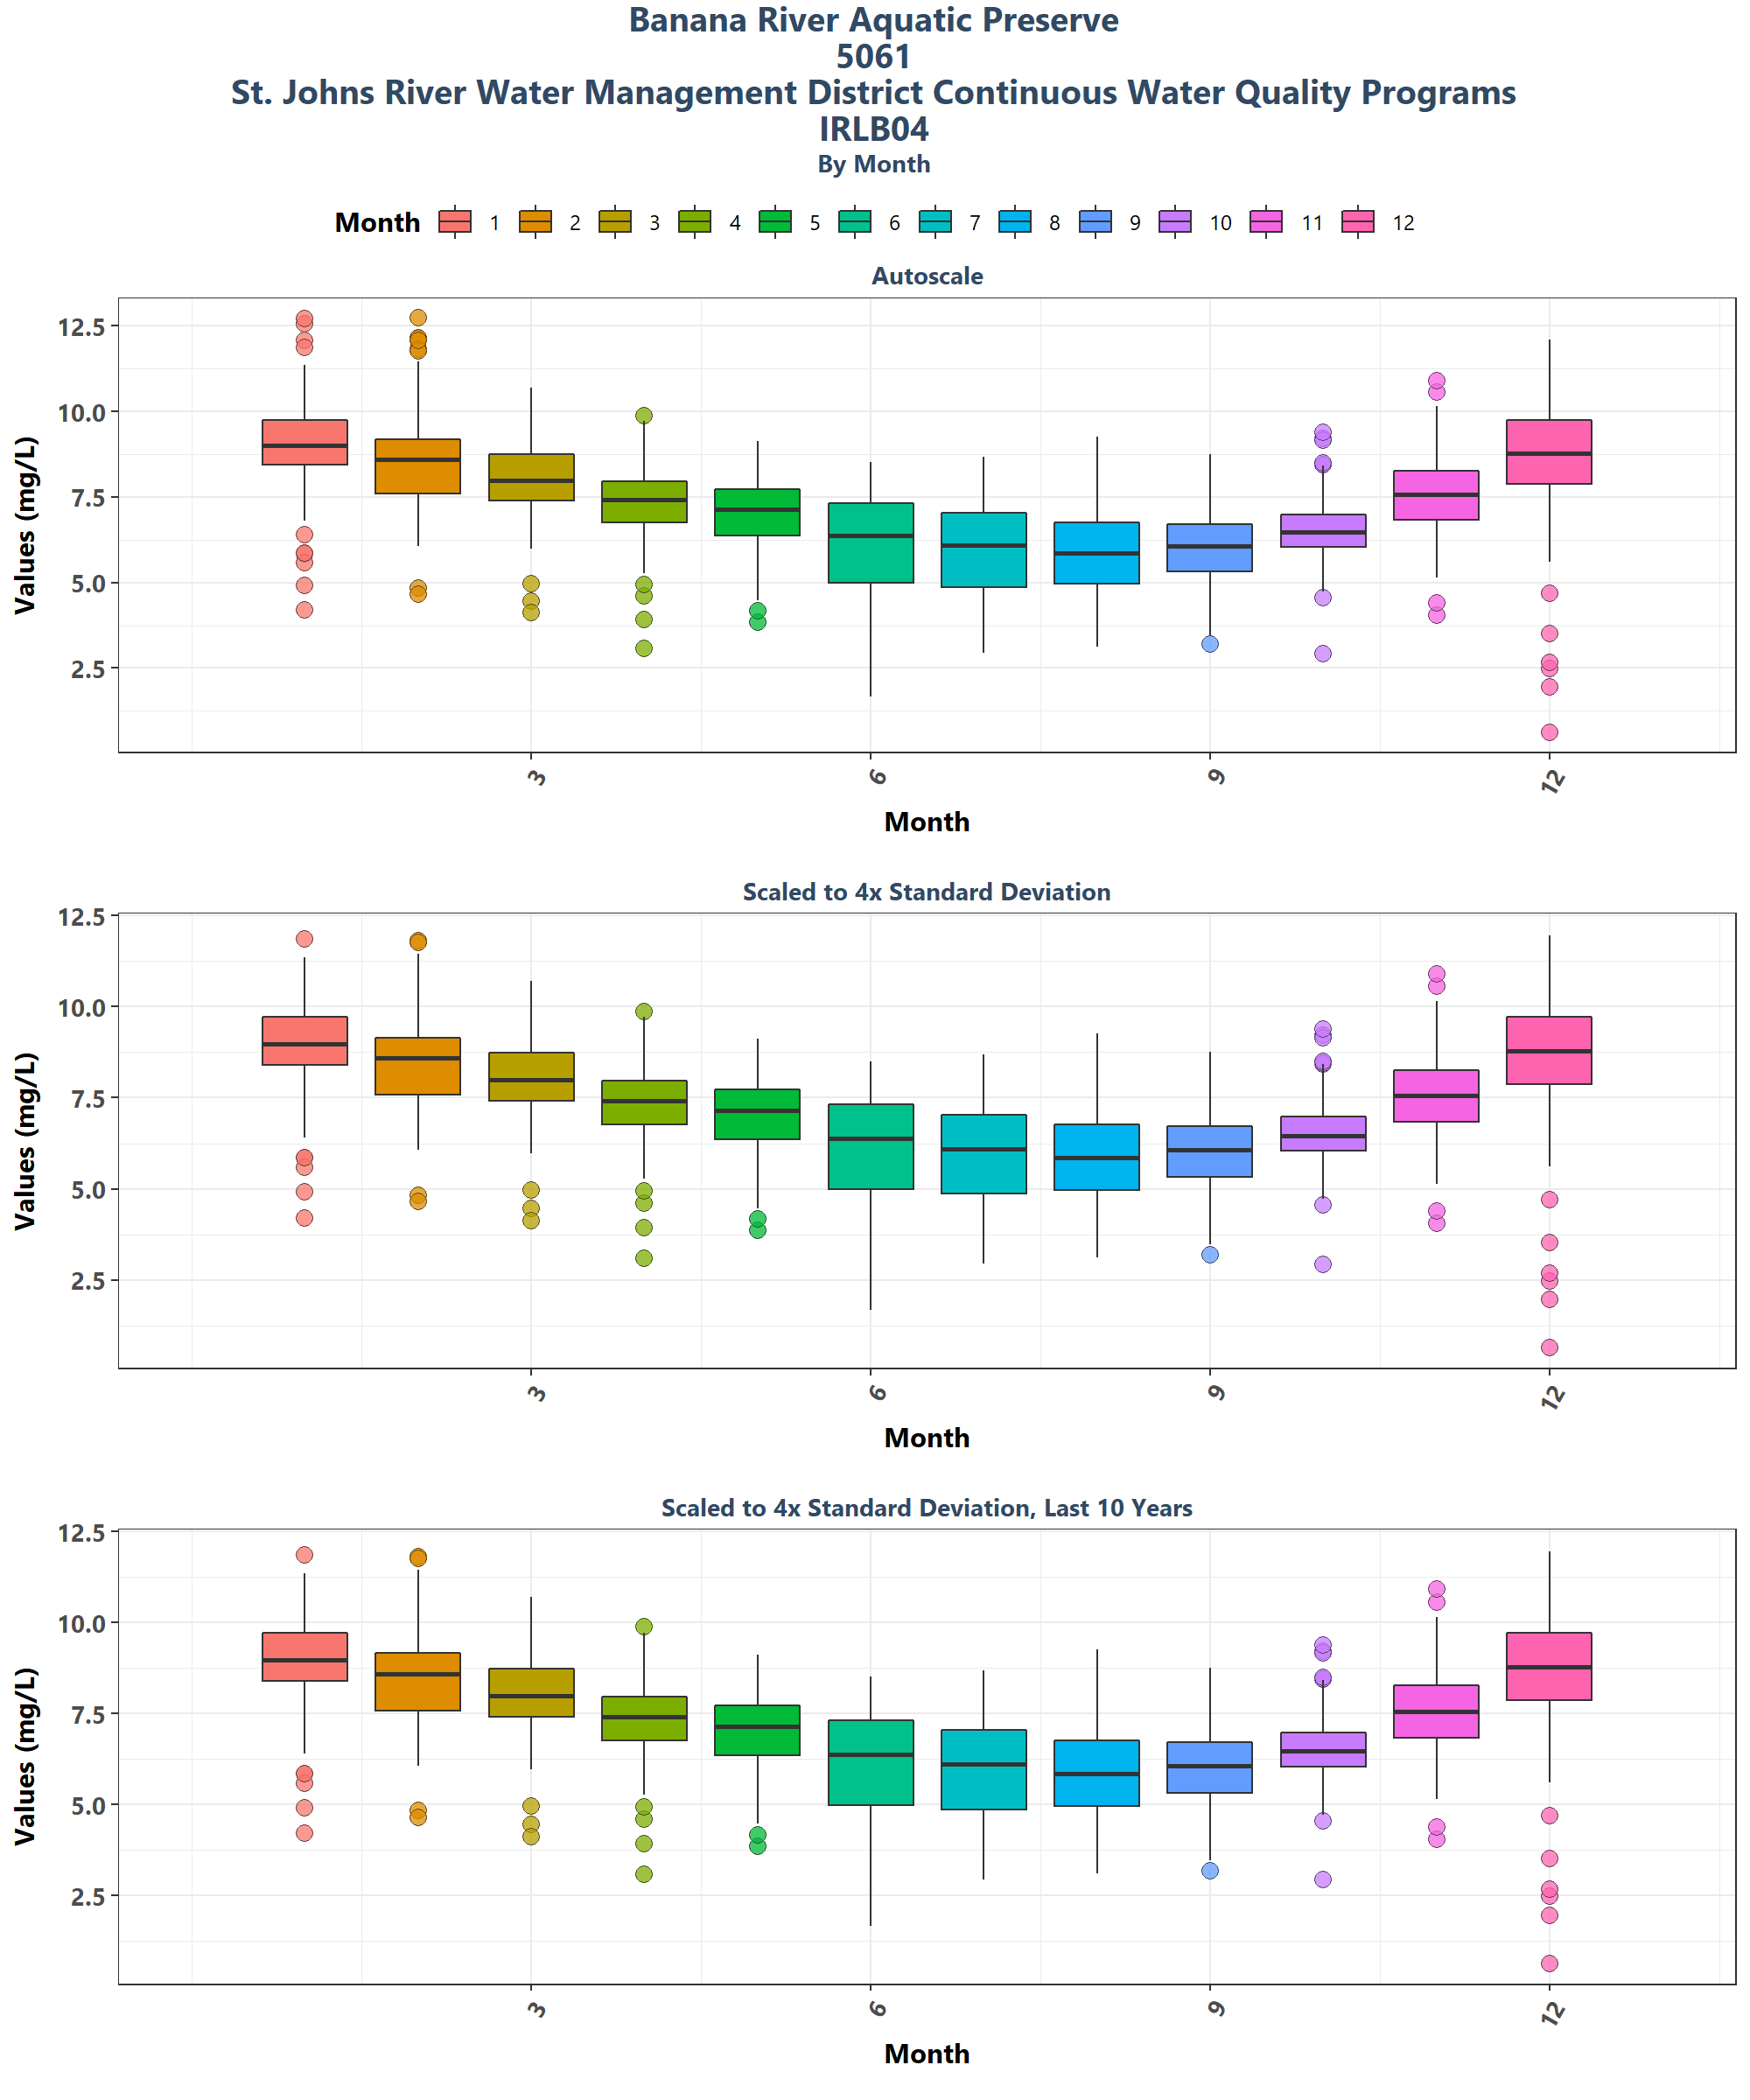 Banana River Aquatic Preserve
5061
St. Johns River Water Management District Continuous Water Quality Programs
IRLB04
By Month
Month 1 2 3 4 5 6 7 8 9 10 11 12
Autoscale
Values (mg/L)
12.5
10.0
7.5
5.0
2.5
3 6 9 12
Month
Scaled to 4x Standard Deviation
Values (mg/L)
12.5
10.0
7.5
5.0
2.5
3 6 9 12
Month
Scaled to 4x Standard Deviation, Last 10 Years
Values (mg/L)
12.5
10.0
7.5
5.0
2.5
3 6 9 12
Month